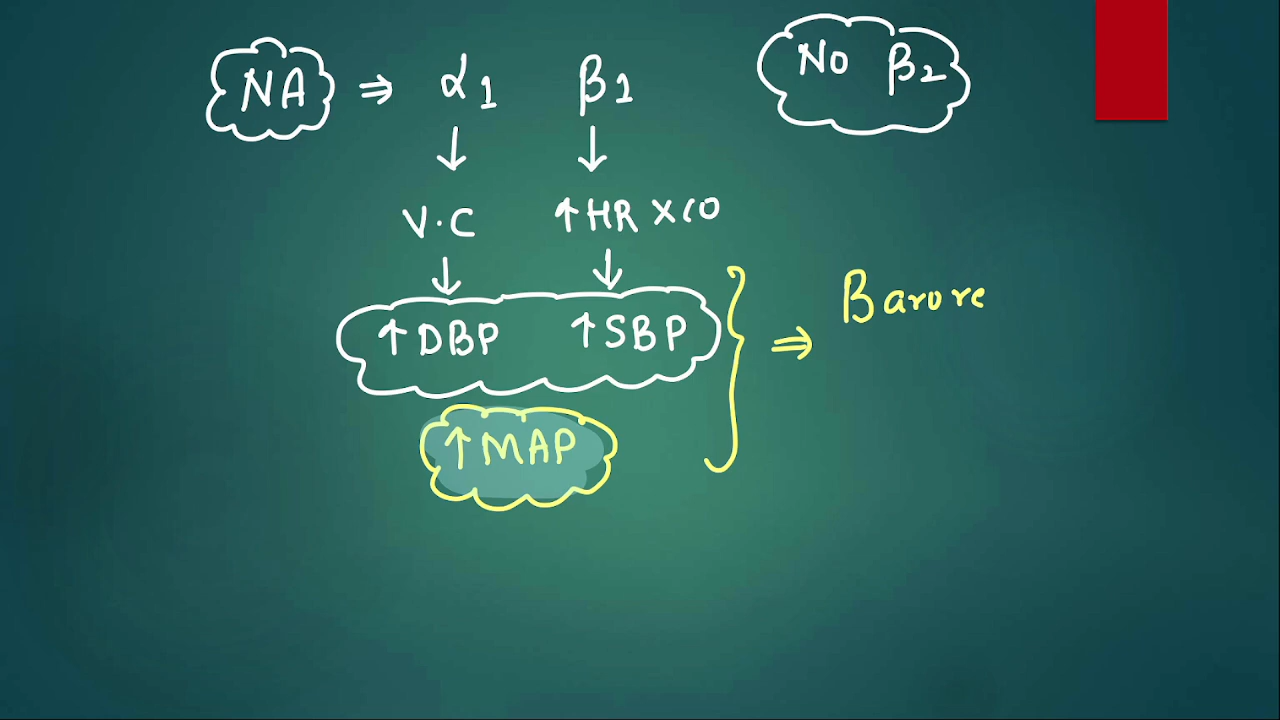 NA ⇒ α1 β1 No β2
↓ ↓
V.C ↑HR X CO
↓ ↓
↑DBP ↑SBP } ⇒ Barore
↑MAP